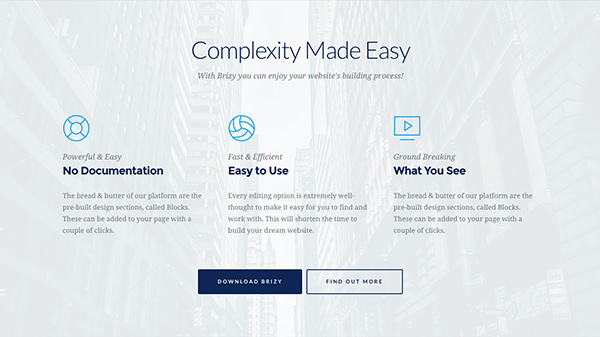 Complexity Made Easy
With Brizy you can enjoy your website's building process!
Powerful & Easy
No Documentation
The bread & butter of our platform are the
pre-built design sections, called Blocks.
These can be added to your page with a
couple of clicks.
Fast & Efficient
Easy to Use
Every editing option is extremely well-
thought to make it easy for you to find and
work with. This will shorten the time to
build your dream website.
Ground Breaking
What You See
The bread & butter of our platform are the
pre-built design sections, called Blocks.
These can be added to your page with a
couple of clicks.
DOWNLOAD BRIZY
FIND OUT MORE